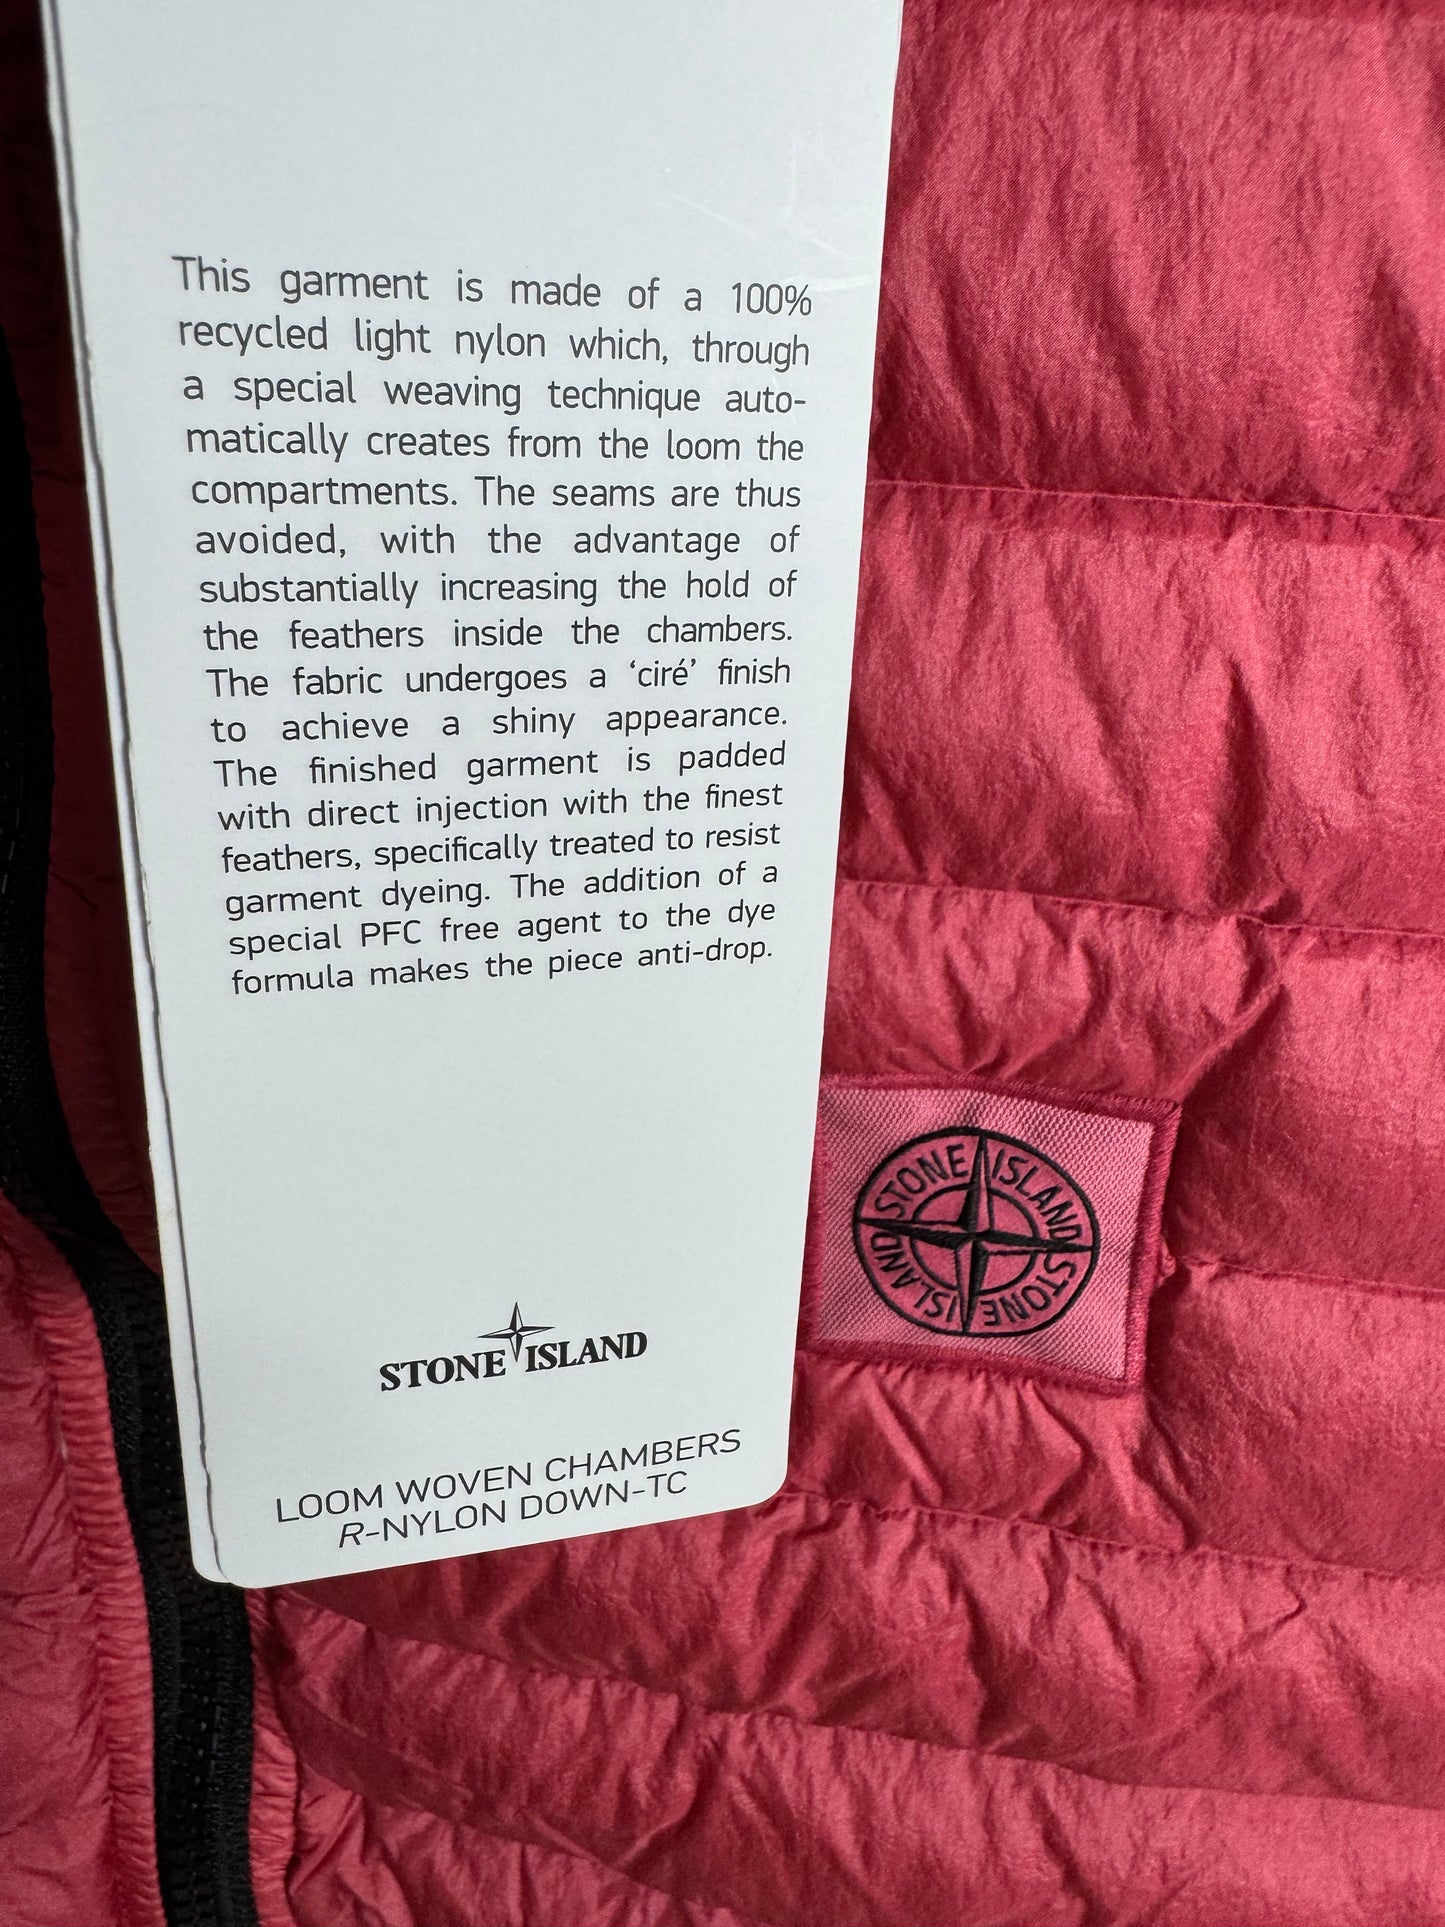 This garment is made of a 100%
recycled light nylon which, through
a special weaving technique auto-
matically creates from the loom the
compartments. The seams are thus
avoided, with the advantage of
substantially increasing the hold of
the feathers inside the chambers.
The fabric undergoes a ‘ciré’ finish
to achieve a shiny appearance.
The finished garment is padded
with direct injection with the finest
feathers, specifically treated to resist
garment dyeing. The addition of a
special PFC free agent to the dye
formula makes the piece anti-drop.
STONE ISLAND
LOOM WOVEN CHAMBERS
R-NYLON DOWN-TC
STONE ISLAND
STONE ISLAND